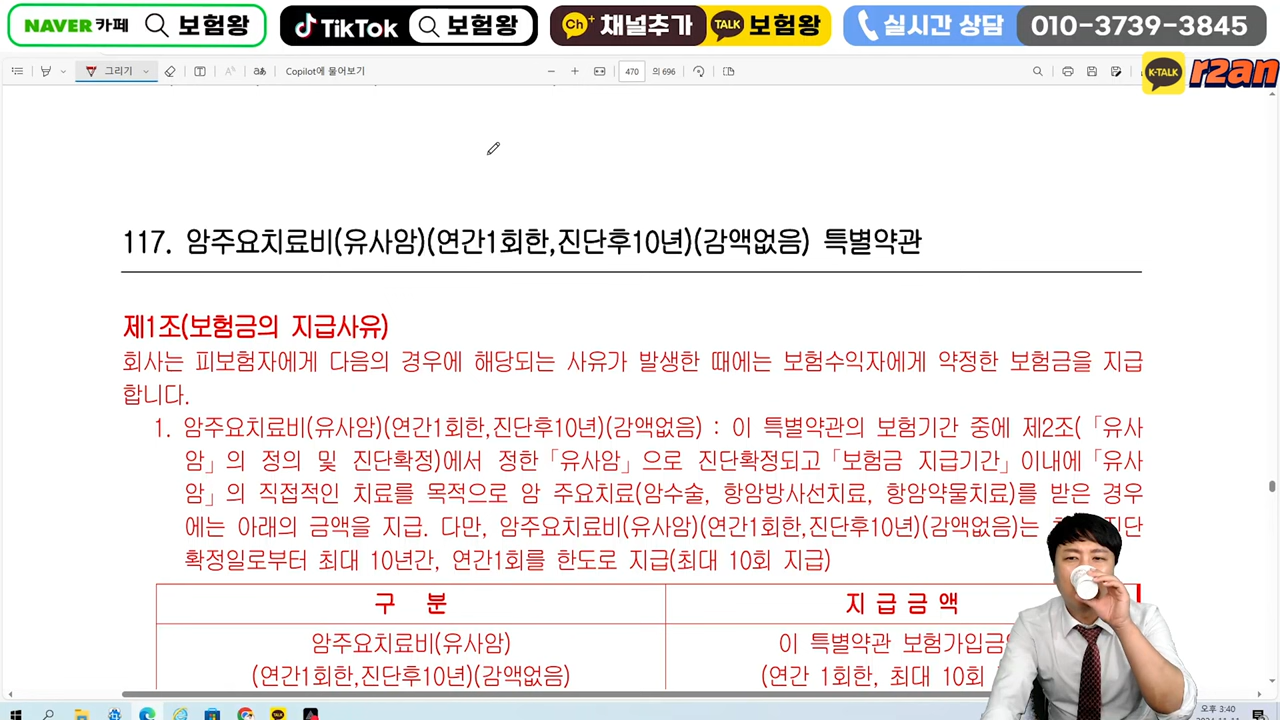 NAVER 카페 보험왕
TikTok 보험왕
Ch+ 채널추가 TALK 보험왕
실시간 상담 010-3739-3845
그리기
가あ
Copilot에 물어보기
470 의 696
K-TALK r2an
117. 암주요치료비(유사암)(연간1회한,진단후10년)(감액없음) 특별약관
제1조(보험금의 지급사유)
회사는 피보험자에게 다음의 경우에 해당되는 사유가 발생한 때에는 보험수익자에게 약정한 보험금을 지급
합니다.
1. 암주요치료비(유사암)(연간1회한,진단후10년)(감액없음) : 이 특별약관의 보험기간 중에 제2조(「유사
암」의 정의 및 진단확정)에서 정한「유사암」으로 진단확정되고「보험금 지급기간」이내에「유사
암」의 직접적인 치료를 목적으로 암 주요치료(암수술, 항암방사선치료, 항암약물치료)를 받은 경우
에는 아래의 금액을 지급. 다만, 암주요치료비(유사암)(연간1회한,진단후10년)(감액없음)는 진단
확정일로부터 최대 10년간, 연간1회를 한도로 지급(최대 10회 지급)
구 분
지급금액
암주요치료비(유사암)
(연간1회한,진단후10년)(감액없음)
이 특별약관 보험가입금
(연간 1회한, 최대 10회
오후 3:40